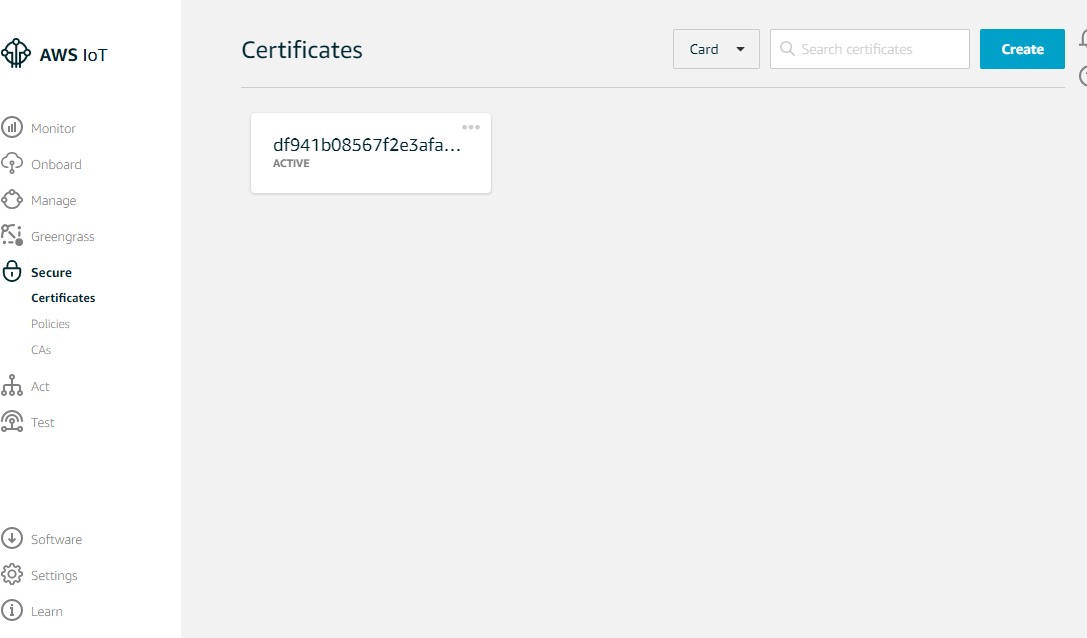 AWS IoT
Monitor
Onboard
Manage
Greengrass
Secure
Certificates
Policies
CAs
Act
Test
Software
Settings
Learn
Certificates
Card
Search certificates
Create
df941b08567f2e3afa...
ACTIVE